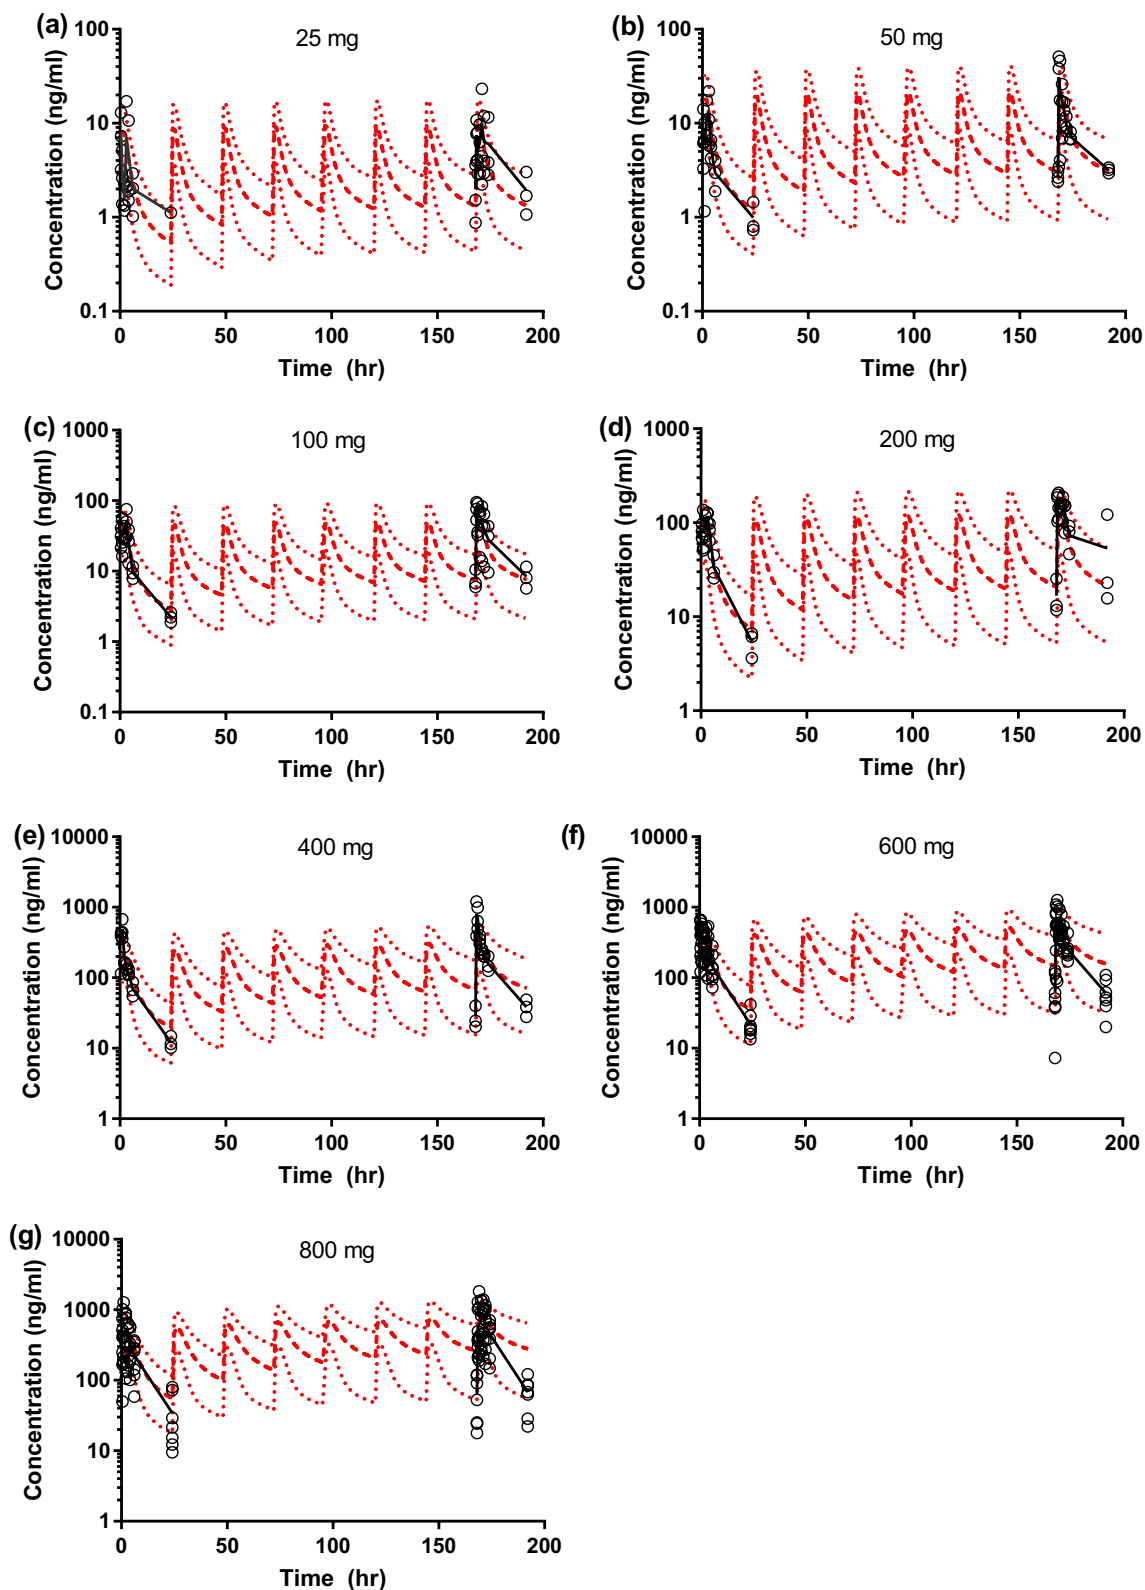 (a) 25 mg
Concentration (ng/ml)
100
10
1
0.1
0 50 100 150 200
Time (hr)
(b) 50 mg
Concentration (ng/ml)
100
10
1
0.1
0 50 100 150 200
Time (hr)
(c) 100 mg
Concentration (ng/ml)
1000
100
10
1
0.1
0 50 100 150 200
Time (hr)
(d) 200 mg
Concentration (ng/ml)
1000
100
10
1
0 50 100 150 200
Time (hr)
(e) 400 mg
Concentration (ng/ml)
10000
1000
100
10
1
0 50 100 150 200
Time (hr)
(f) 600 mg
Concentration (ng/ml)
10000
1000
100
10
1
0 50 100 150 200
Time (hr)
(g) 800 mg
Concentration (ng/ml)
10000
1000
100
10
1
0 50 100 150 200
Time (hr)